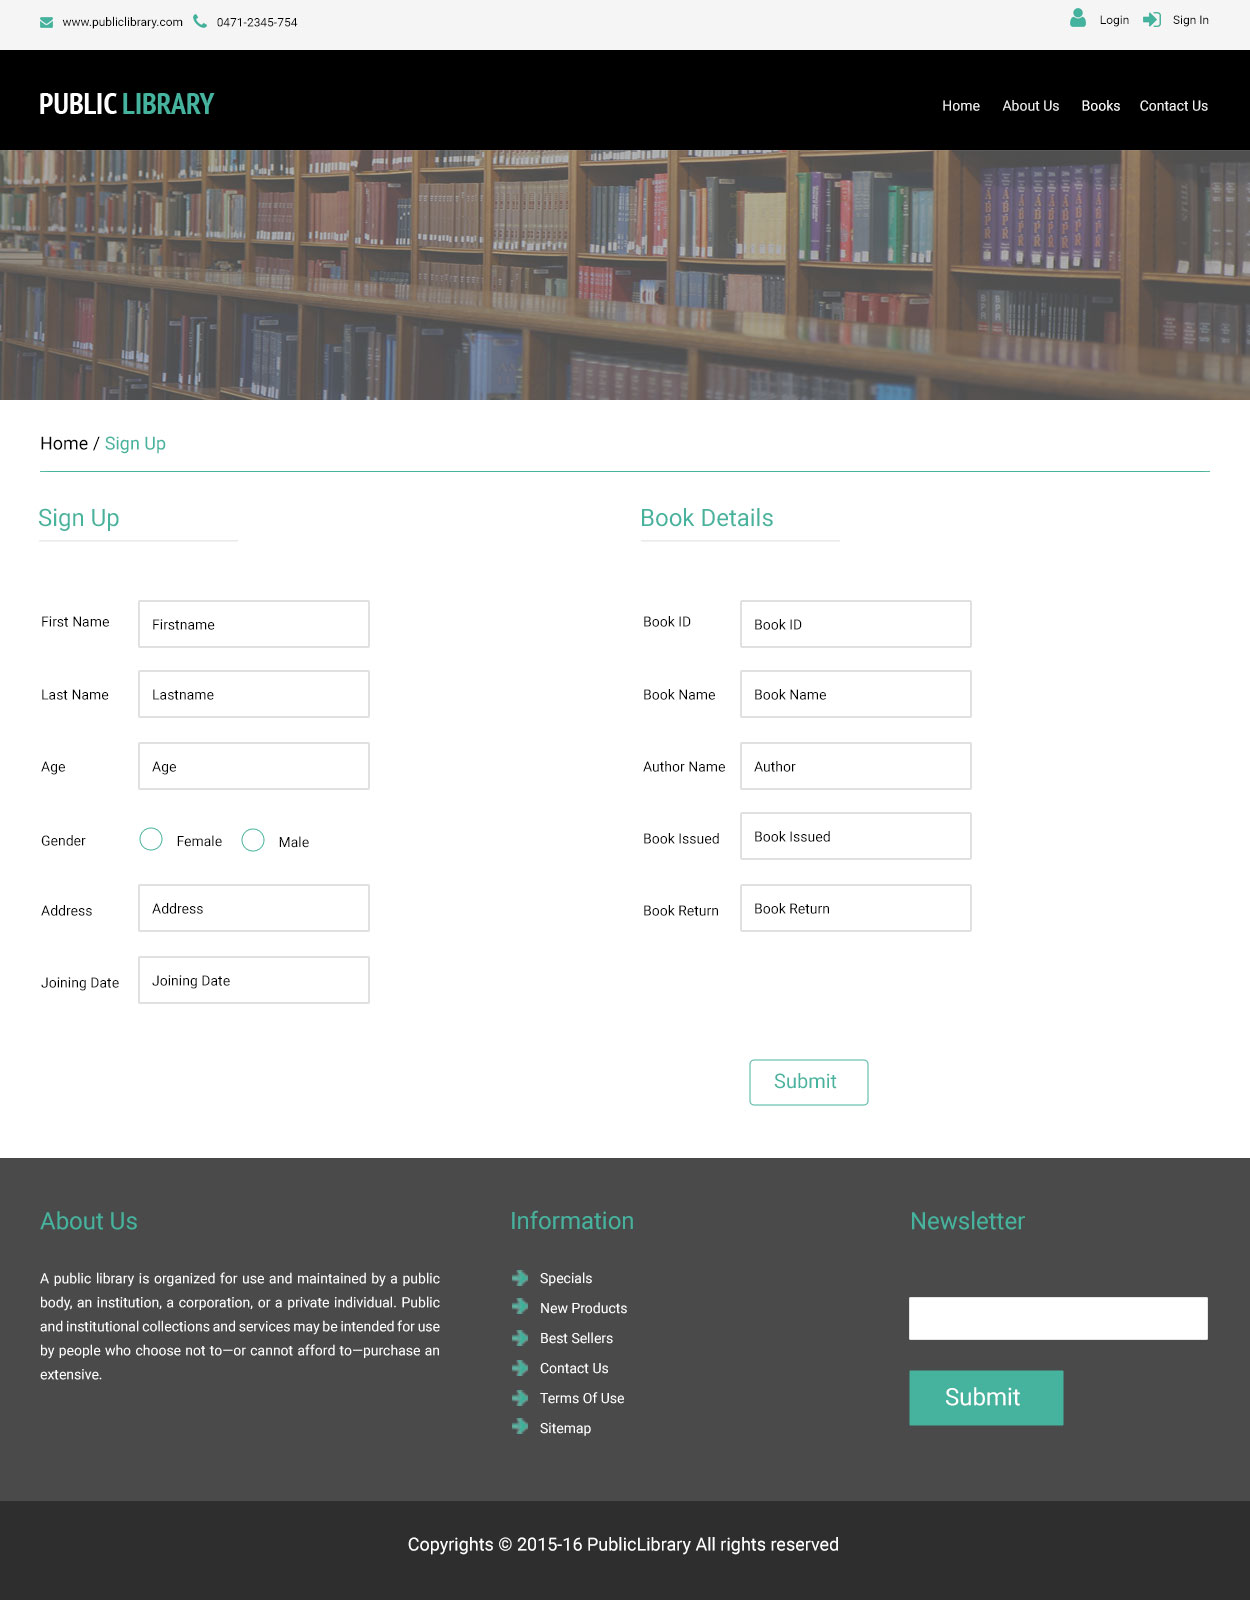 www.publiclibrary.com 0471-2345-754 Login Sign In
PUBLIC LIBRARY Home About Us Books Contact Us
Home / Sign Up
Sign Up
First Name Firstname
Last Name Lastname
Age Age
Gender Female Male
Address Address
Joining Date Joining Date
Book Details
Book ID Book ID
Book Name Book Name
Author Name Author
Book Issued Book Issued
Book Return Book Return
Submit
About Us
A public library is organized for use and maintained by a public
body, an institution, a corporation, or a private individual. Public
and institutional collections and services may be intended for use
by people who choose not to—or cannot afford to—purchase an
extensive.
Information
Specials
New Products
Best Sellers
Contact Us
Terms Of Use
Sitemap
Newsletter
Submit
Copyrights © 2015-16 PublicLibrary All rights reserved